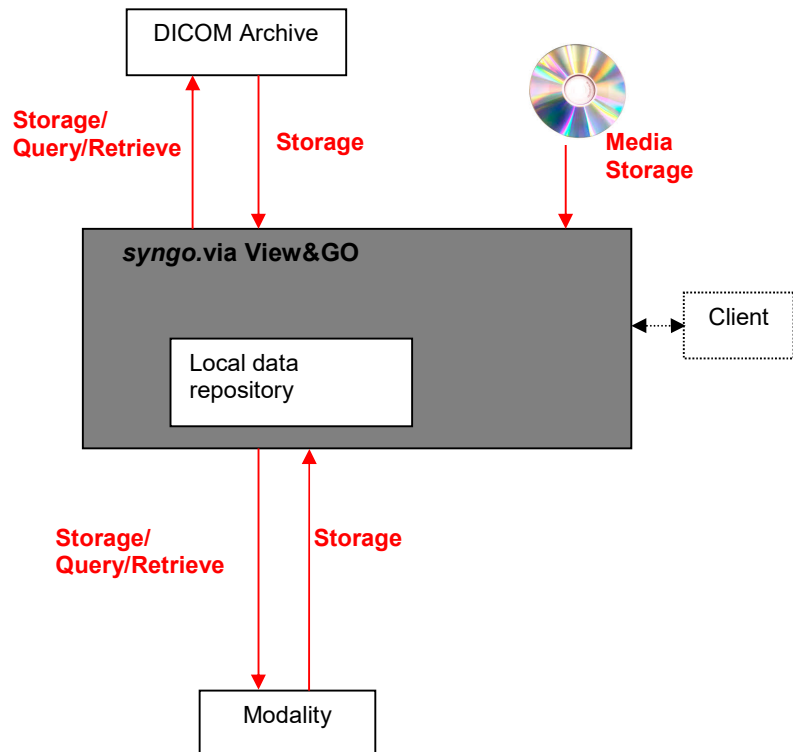 DICOM Archive
Storage/
Query/Retrieve
Storage
Media
Storage
syngo.via View&GO
Client
Local data
repository
Storage/
Query/Retrieve
Storage
Modality